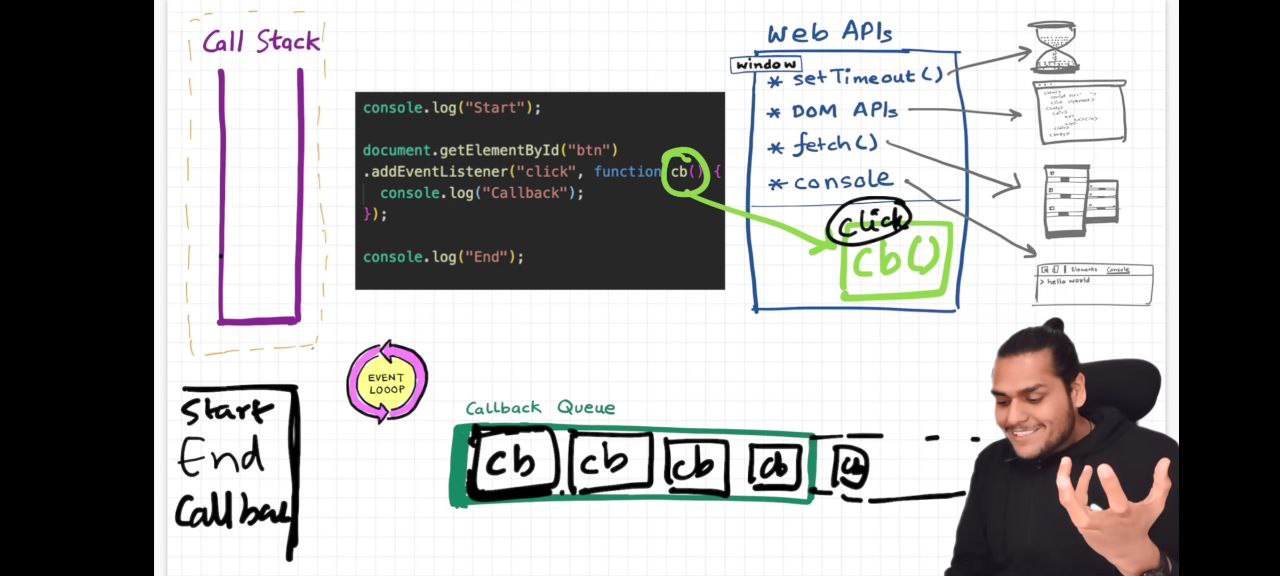 Call Stack
console.log("Start");
document.getElementById("btn")
.addEventListener("click", function cb() {
console.log("Callback");
});
console.log("End");
Web APIs
window
* setTimeout()
* DOM APIs
* fetch()
* console
click
cb()
Elements Console
> hello world
EVENT
LOOOP
Start
End
Callbac
Callback Queue
cb cb cb cb cb